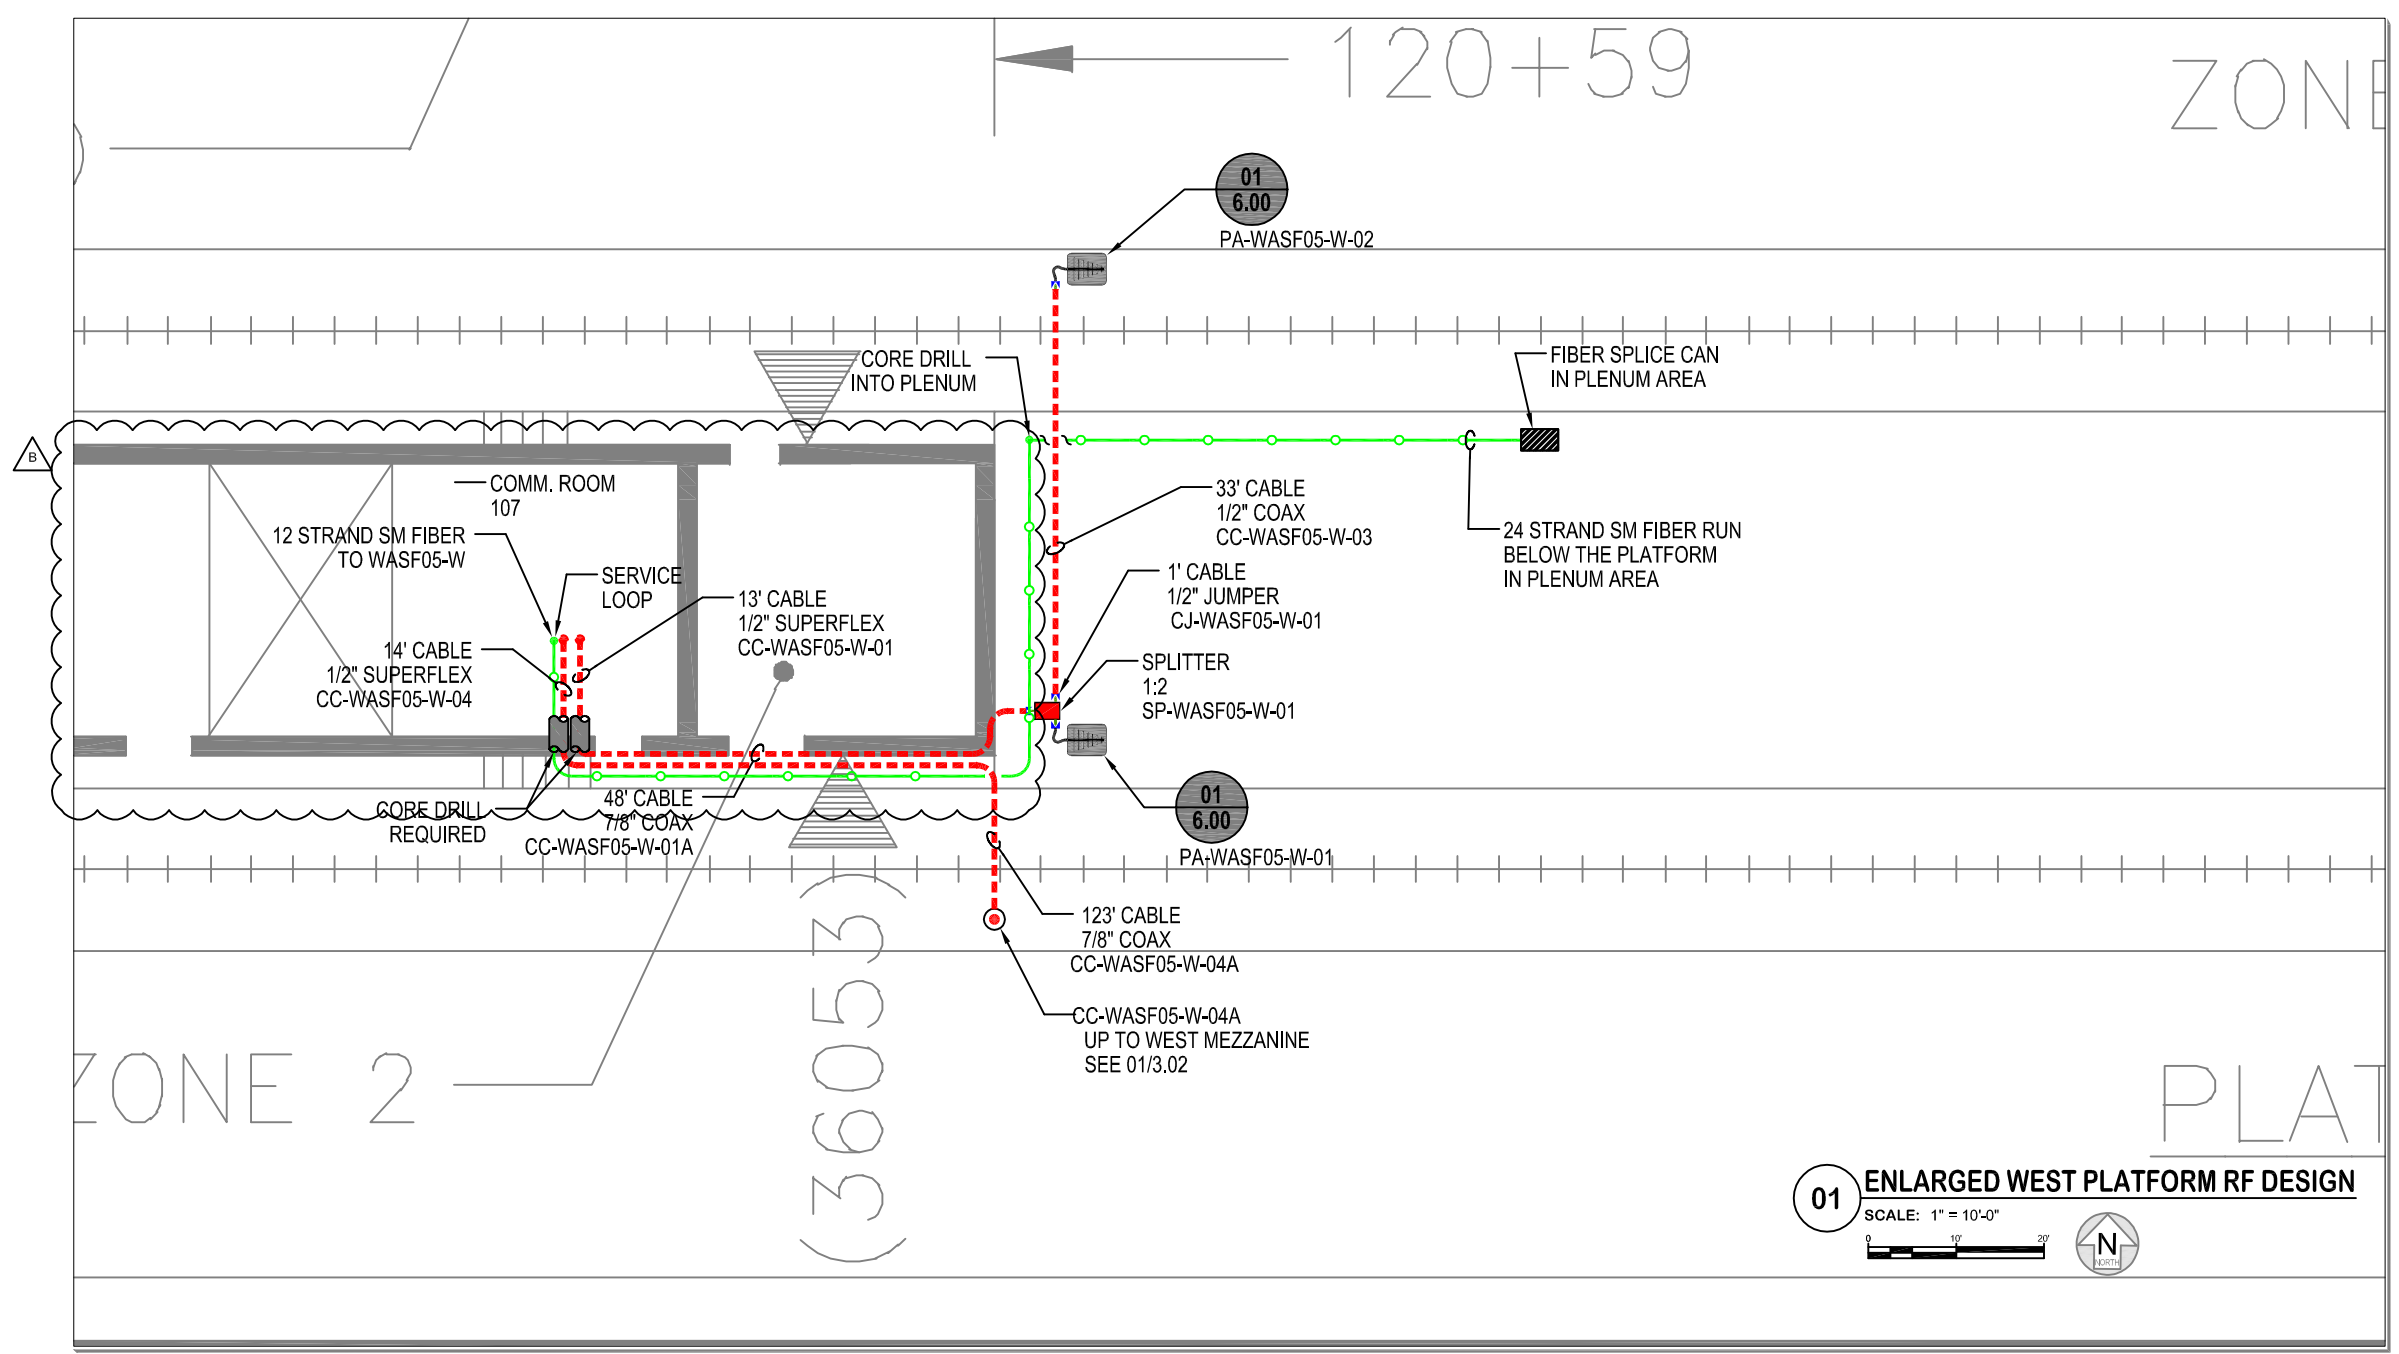 120+59
ZONE
01
6.00
PA-WASF05-W-02
CORE DRILL
INTO PLENUM
FIBER SPLICE CAN
IN PLENUM AREA
B
COMM. ROOM
107
33' CABLE
1/2" COAX
CC-WASF05-W-03
12 STRAND SM FIBER
TO WASF05-W
24 STRAND SM FIBER RUN
BELOW THE PLATFORM
IN PLENUM AREA
SERVICE
LOOP
13' CABLE
1/2" SUPERFLEX
CC-WASF05-W-01
1' CABLE
1/2" JUMPER
CJ-WASF05-W-01
14' CABLE
1/2" SUPERFLEX
CC-WASF05-W-04
SPLITTER
1:2
SP-WASF05-W-01
CORE DRILL
REQUIRED
48' CABLE
7/8" COAX
CC-WASF05-W-01A
01
6.00
PA-WASF05-W-01
(36053)
123' CABLE
7/8" COAX
CC-WASF05-W-04A
CC-WASF05-W-04A
UP TO WEST MEZZANINE
SEE 01/3.02
ZONE 2
PLAT
01
ENLARGED WEST PLATFORM RF DESIGN
SCALE: 1" = 10'-0"
0 10' 20'
N
NORTH